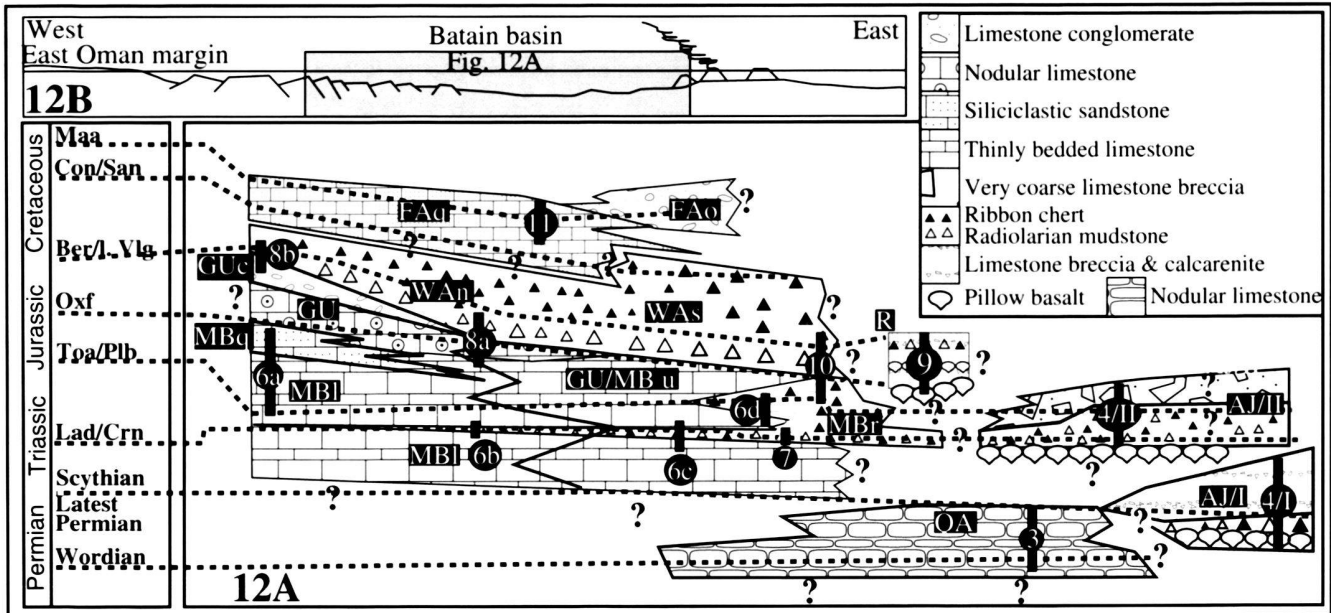 West
East Oman margin
Batain basin
Fig. 12A
East
12B
Limestone conglomerate
Nodular limestone
Siliciclastic sandstone
Thinly bedded limestone
Very coarse limestone breccia
Ribbon chert
Radiolarian mudstone
Limestone breccia & calcarenite
Pillow basalt
Nodular limestone
Cretaceous
Jurassic
Triassic
Permian
Maa
Con/San
Ber/l. Vlg
Oxf
Toa/Plb
Lad/Crn
Scythian
Latest
Permian
Wordian
FAq
11
FAo
?
?
?
?
8b
GUc
?
WAn
WAs
?
GU
MBq
8a
R
6a
MBl
GU/MB u
10
?
9
?
?
6d
MBr
?
4/II
?
AJ/II
?
MBl
6b
6c
7
?
?
?
?
?
AJ/I
4/I
OA
3
?
?
?
?
?
12A